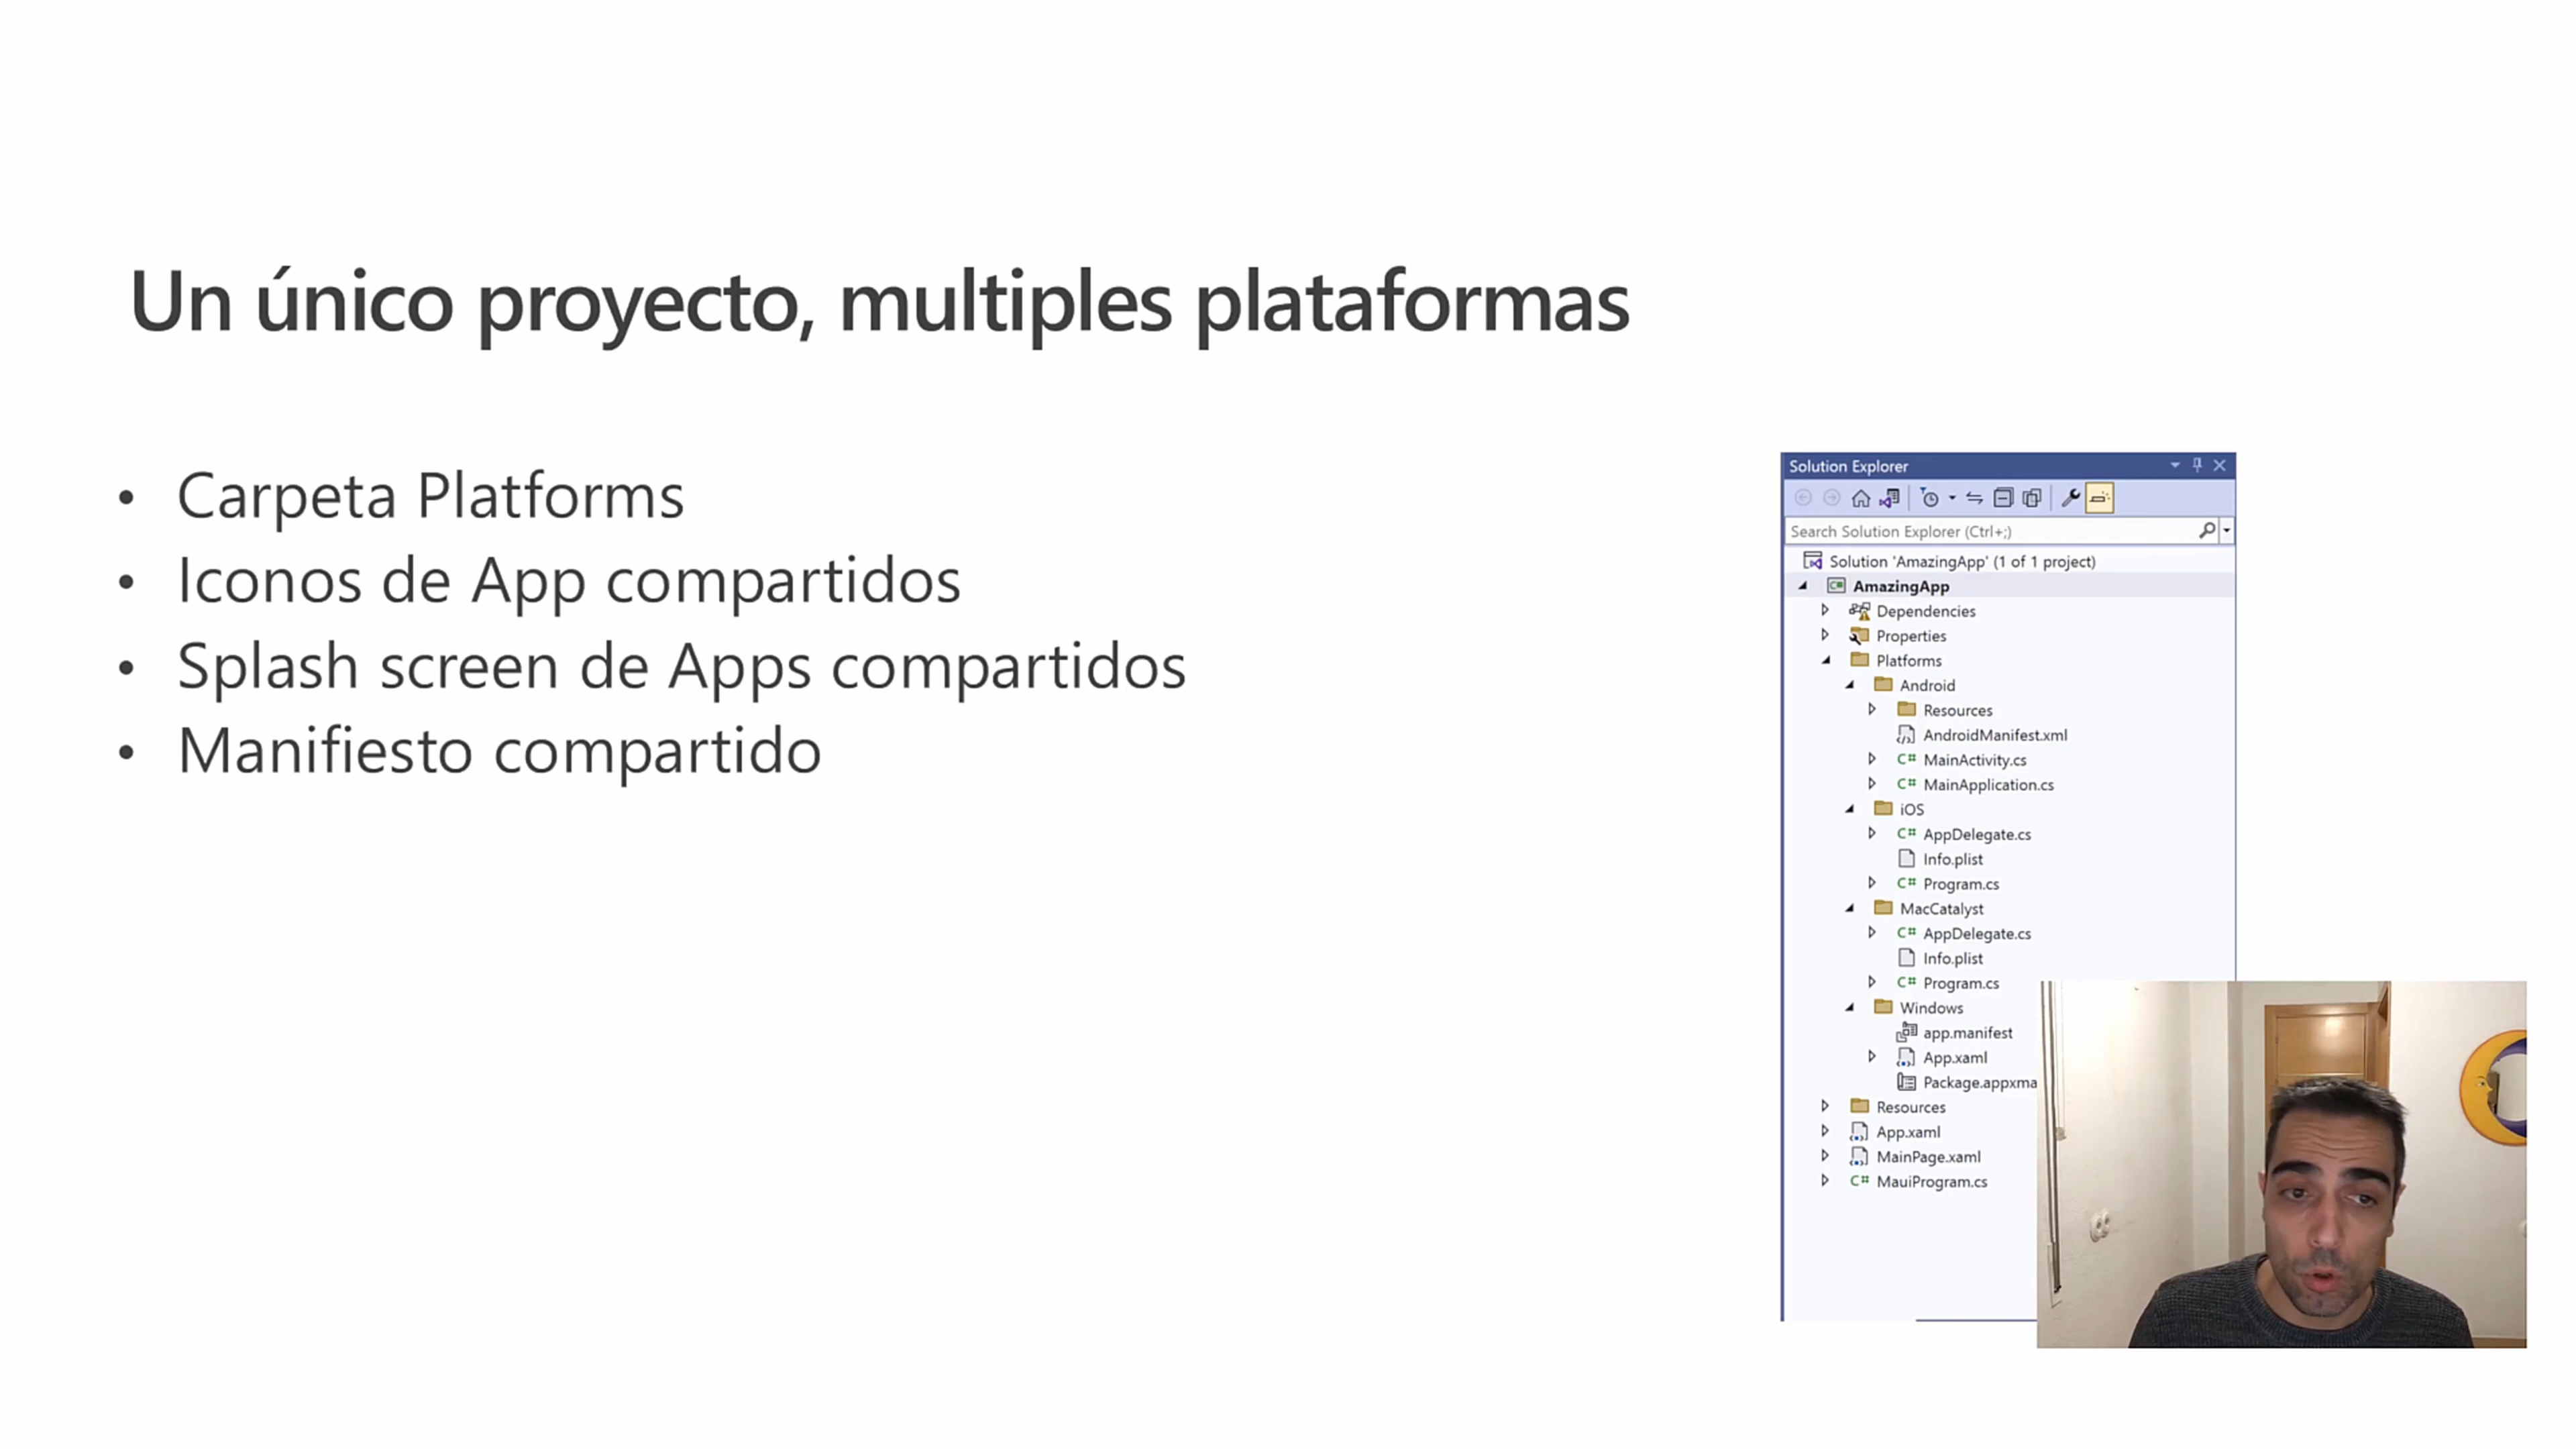 Un único proyecto, multiples plataformas
• Carpeta Platforms
• Iconos de App compartidos
• Splash screen de Apps compartidos
• Manifiesto compartido
Solution Explorer
Search Solution Explorer (Ctrl+;)
Solution 'AmazingApp' (1 of 1 project)
AmazingApp
Dependencies
Properties
Platforms
Android
Resources
AndroidManifest.xml
MainActivity.cs
MainApplication.cs
iOS
AppDelegate.cs
Info.plist
Program.cs
MacCatalyst
AppDelegate.cs
Info.plist
Program.cs
Windows
app.manifest
App.xaml
Package.appxma
Resources
App.xaml
MainPage.xaml
MauiProgram.cs